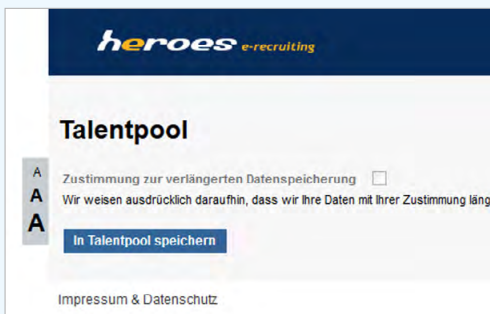 heroes e-recruiting
Talentpool
A
A
A
Zustimmung zur verlängerten Datenspeicherung
Wir weisen ausdrücklich daraufhin, dass wir Ihre Daten mit Ihrer Zustimmung läng
In Talentpool speichern
Impressum & Datenschutz